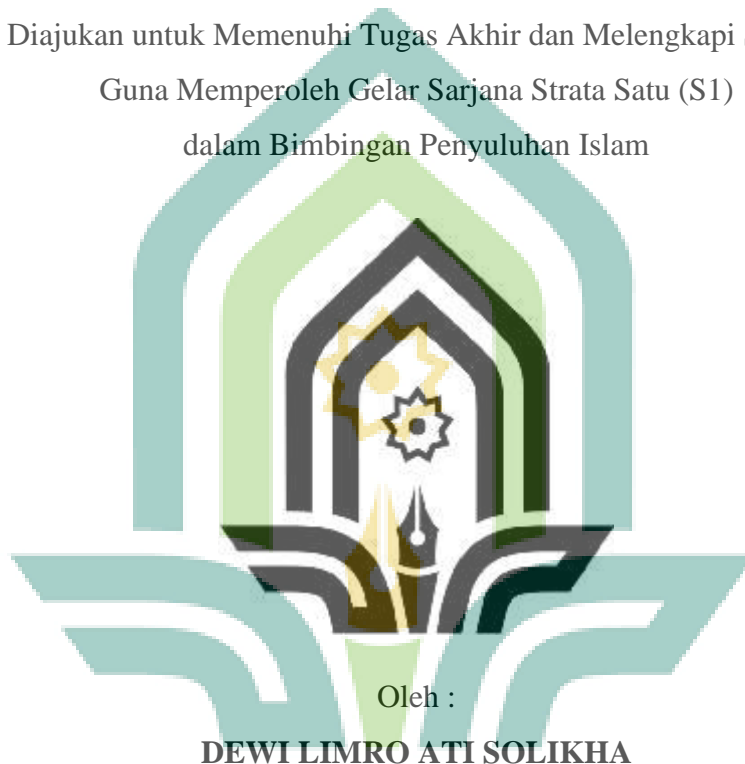 Diajukan untuk Memenuhi Tugas Akhir dan Melengkapi
Guna Memperoleh Gelar Sarjana Strata Satu (S1)
dalam Bimbingan Penyuluhan Islam
Oleh :
DEWI LIMRO ATI SOLIKHA